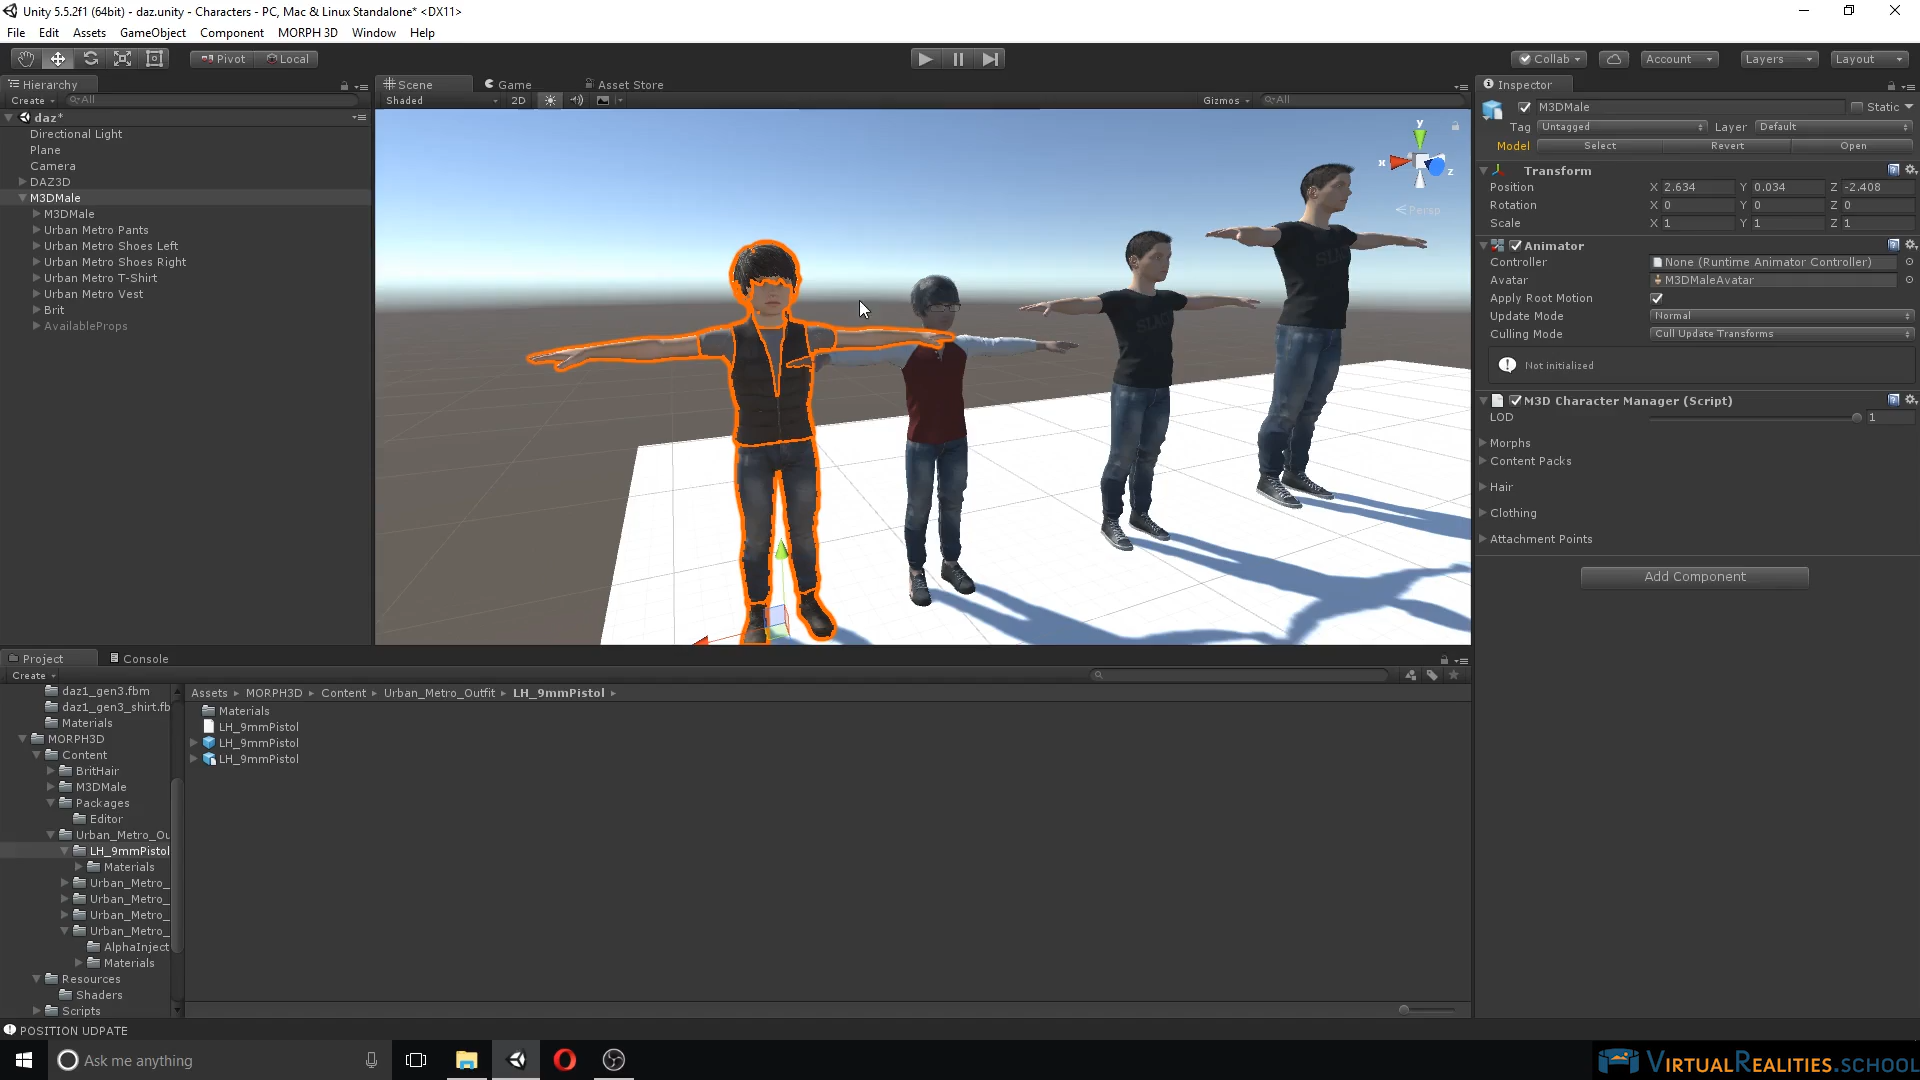 Unity 5.5.2f1 (64bit) - daz.unity - Characters - PC, Mac & Linux Standalone* <DX11>
File Edit Assets GameObject Component MORPH 3D Window Help
Pivot Local Collab Account Layers Layout
Hierarchy
Create All
daz*
Directional Light
Plane
Camera
DAZ3D
M3DMale
M3DMale
Urban Metro Pants
Urban Metro Shoes Left
Urban Metro Shoes Right
Urban Metro T-Shirt
Urban Metro Vest
Brit
AvailableProps
Scene Game Asset Store
Shaded 2D Gizmos All
y
x z
Persp
Inspector
M3DMale Static
Tag Untagged Layer Default
Model Select Revert Open
Transform
Position X 2.634 Y 0.034 Z -2.408
Rotation X 0 Y 0 Z 0
Scale X 1 Y 1 Z 1
Animator
Controller None (Runtime Animator Controller)
Avatar M3DMaleAvatar
Apply Root Motion
Update Mode Normal
Culling Mode Cull Update Transforms
Not initialized
M3D Character Manager (Script)
LOD 1
Morphs
Content Packs
Hair
Clothing
Attachment Points
Add Component
Project Console
Create
daz1_gen3.fbm
daz1_gen3_shirt.fb
Materials
MORPH3D
Content
BritHair
M3DMale
Packages
Editor
Urban_Metro_Ou
LH_9mmPistol
Materials
Urban_Metro_
Urban_Metro_
Urban_Metro_
Urban_Metro_
AlphaInject
Materials
Resources
Shaders
Scripts
Assets MORPH3D Content Urban_Metro_Outfit LH_9mmPistol
Materials
LH_9mmPistol
LH_9mmPistol
LH_9mmPistol
POSITION UDPATE
Ask me anything
VIRTUALREALITIES.SCHOOL